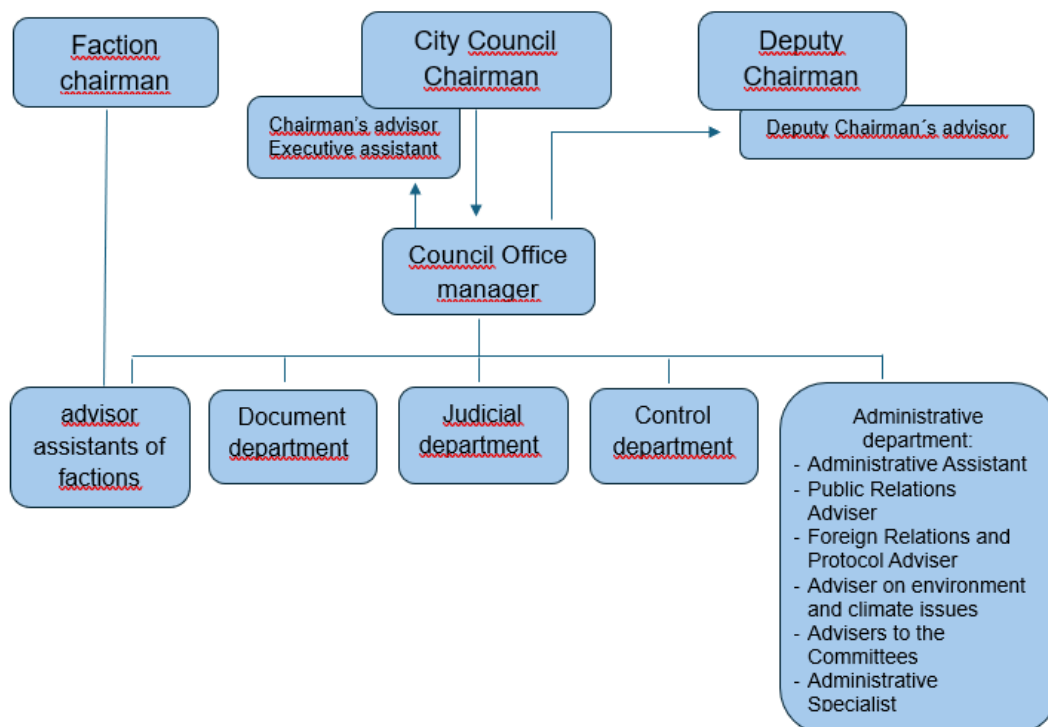 Faction
chairman
City Council
Chairman
Deputy
Chairman
Chairman’s advisor
Executive assistant
Deputy Chairman´s advisor
Council Office
manager
advisor
assistants of
factions
Document
department
Judicial
department
Control
department
Administrative
department:
- Administrative Assistant
- Public Relations
Adviser
- Foreign Relations and
Protocol Adviser
- Adviser on environment
and climate issues
- Advisers to the
Committees
- Administrative
Specialist